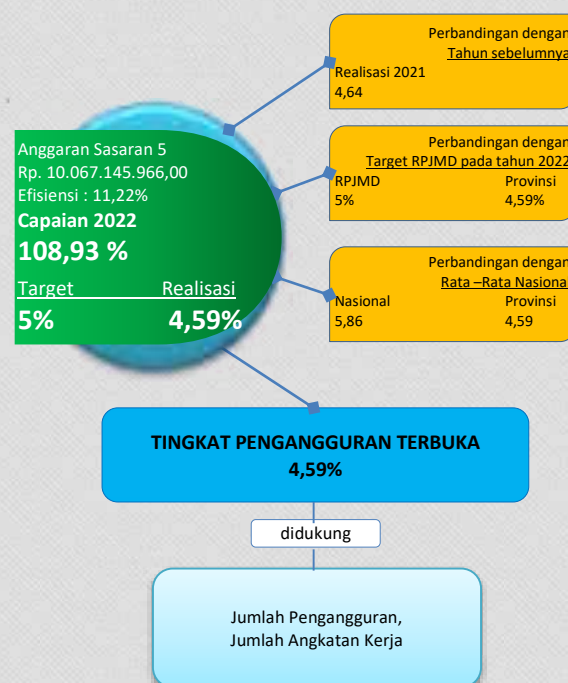 Perbandingan dengan
Tahun sebelumnya
Realisasi 2021
4,64
Anggaran Sasaran 5
Rp. 10.067.145.966,00
Efisiensi : 11,22%
Capaian 2022
108,93 %
Target Realisasi
5% 4,59%
Perbandingan dengan
Target RPJMD pada tahun 2022
RPJMD Provinsi
5% 4,59%
Perbandingan dengan
Rata –Rata Nasional
Nasional Provinsi
5,86 4,59
TINGKAT PENGANGGURAN TERBUKA
4,59%
didukung
Jumlah Pengangguran,
Jumlah Angkatan Kerja